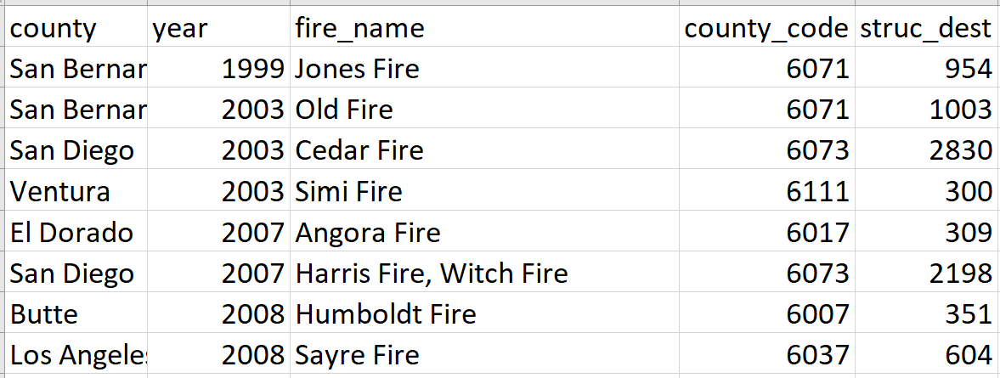 county year fire_name county_code struc_dest
San Bernar 1999 Jones Fire 6071 954
San Bernar 2003 Old Fire 6071 1003
San Diego 2003 Cedar Fire 6073 2830
Ventura 2003 Simi Fire 6111 300
El Dorado 2007 Angora Fire 6017 309
San Diego 2007 Harris Fire, Witch Fire 6073 2198
Butte 2008 Humboldt Fire 6007 351
Los Angeles 2008 Sayre Fire 6037 604